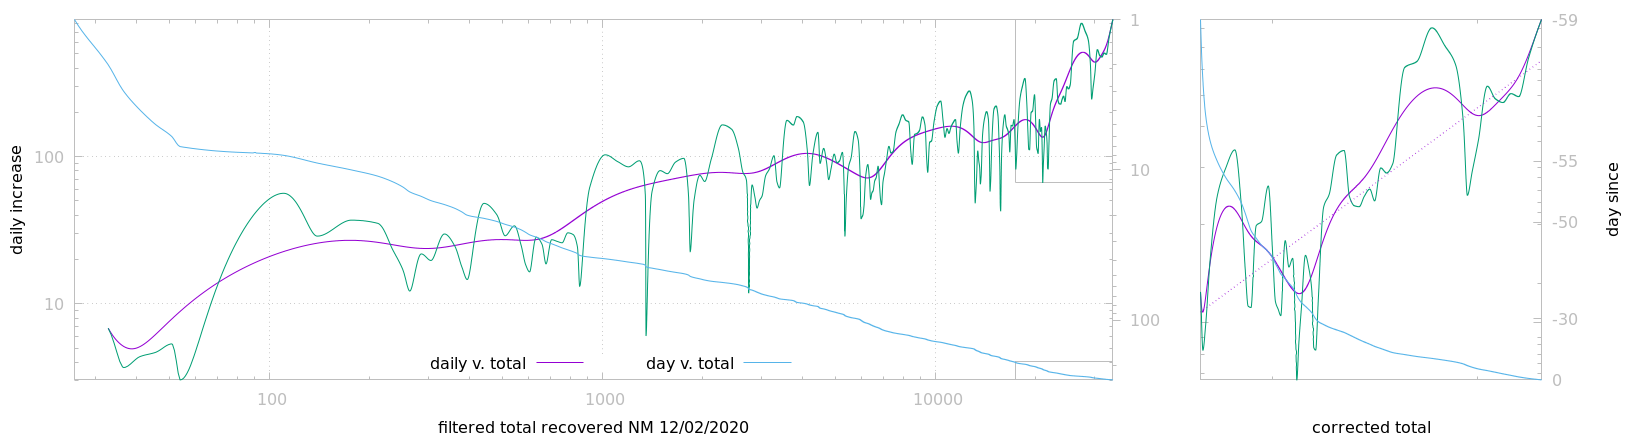 daily increase
100
10
100
1000
10000
filtered total recovered NM 12/02/2020
daily v. total
day v. total
1
10
100
corrected total
-59
-55
-50
-30
0
day since